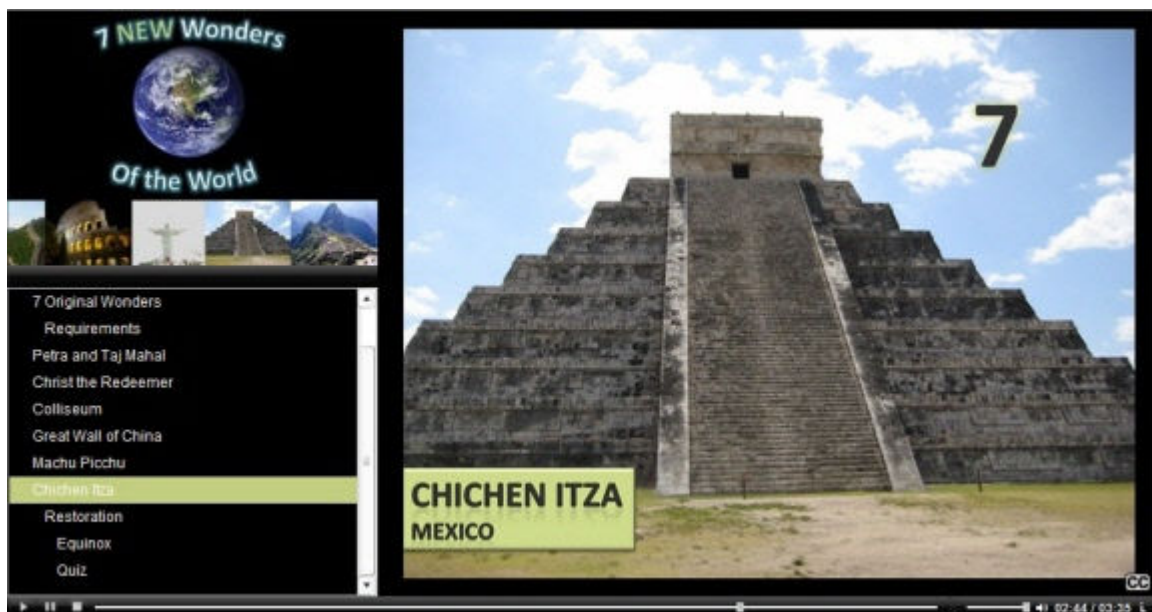 7 NEW Wonders
Of the World
7 Original Wonders
Requirements
Petra and Taj Mahal
Christ the Redeemer
Colliseum
Great Wall of China
Machu Picchu
Chichen Itza
Restoration
Equinox
Quiz
7
CHICHEN ITZA
MEXICO
CC
02:44 / 03:35